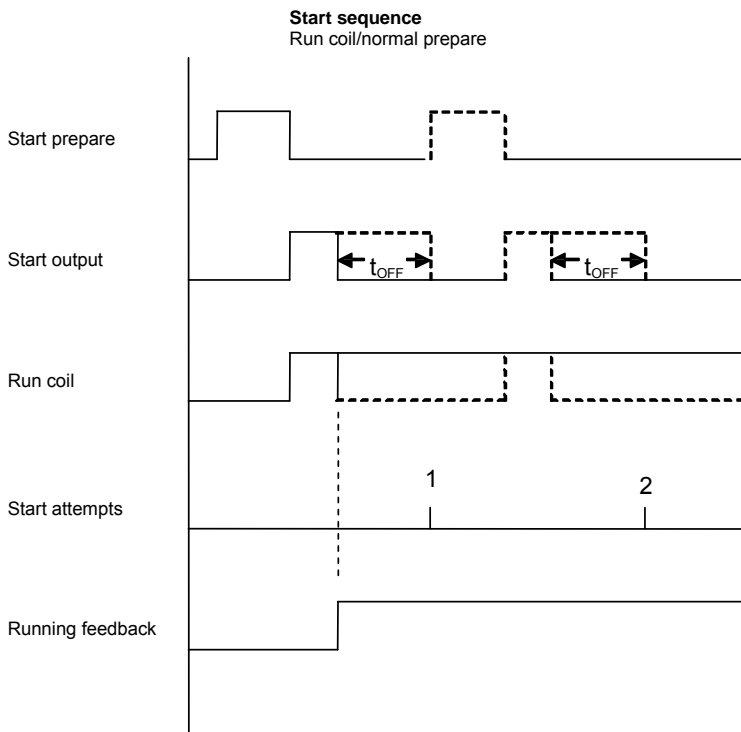 Start sequence
Run coil/normal prepare
Start prepare
Start output
tOFF
tOFF
Run coil
Start attempts
1
2
Running feedback